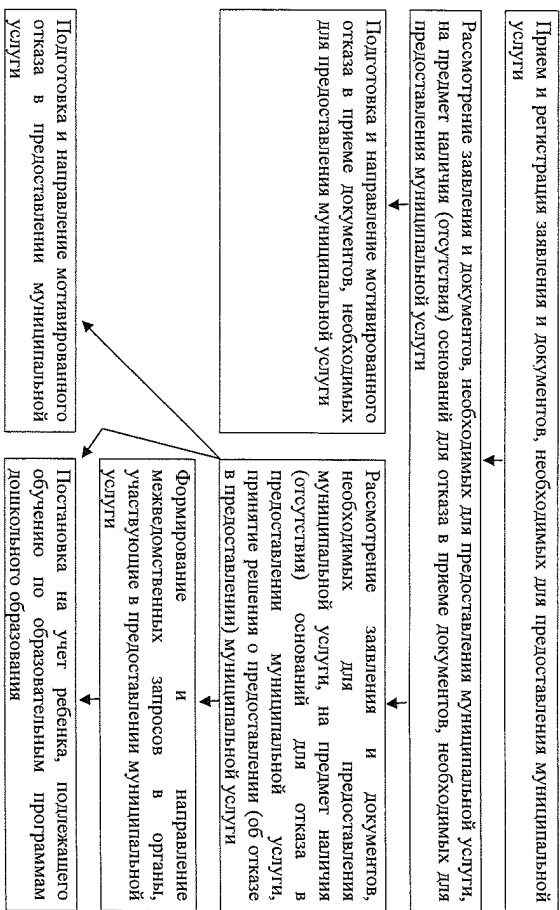 Прием и регистрация заявления и документов, необходимых для предоставления муниципальной
услуги
Рассмотрение заявления и документов, необходимых для предоставления муниципальной услуги,
на предмет наличия (отсутствия) оснований для отказа в приеме документов, необходимых для
предоставления муниципальной услуги
Подготовка и направление мотивированного
отказа в приеме документов, необходимых
для предоставления муниципальной услуги
Рассмотрение заявления и документов,
необходимых для предоставления
муниципальной услуги, на предмет наличия
(отсутствия) оснований для отказа в
предоставлении муниципальной услуги,
принятие решения о предоставлении (об отказе
в предоставлении) муниципальной услуги
Формирование и направление
межведомственных запросов в органы,
участвующие в предоставлении муниципальной
услуги
Подготовка и направление мотивированного
отказа в предоставлении муниципальной
услуги
Постановка на учет ребенка, подлежащего
обучению по образовательным программам
дошкольного образования